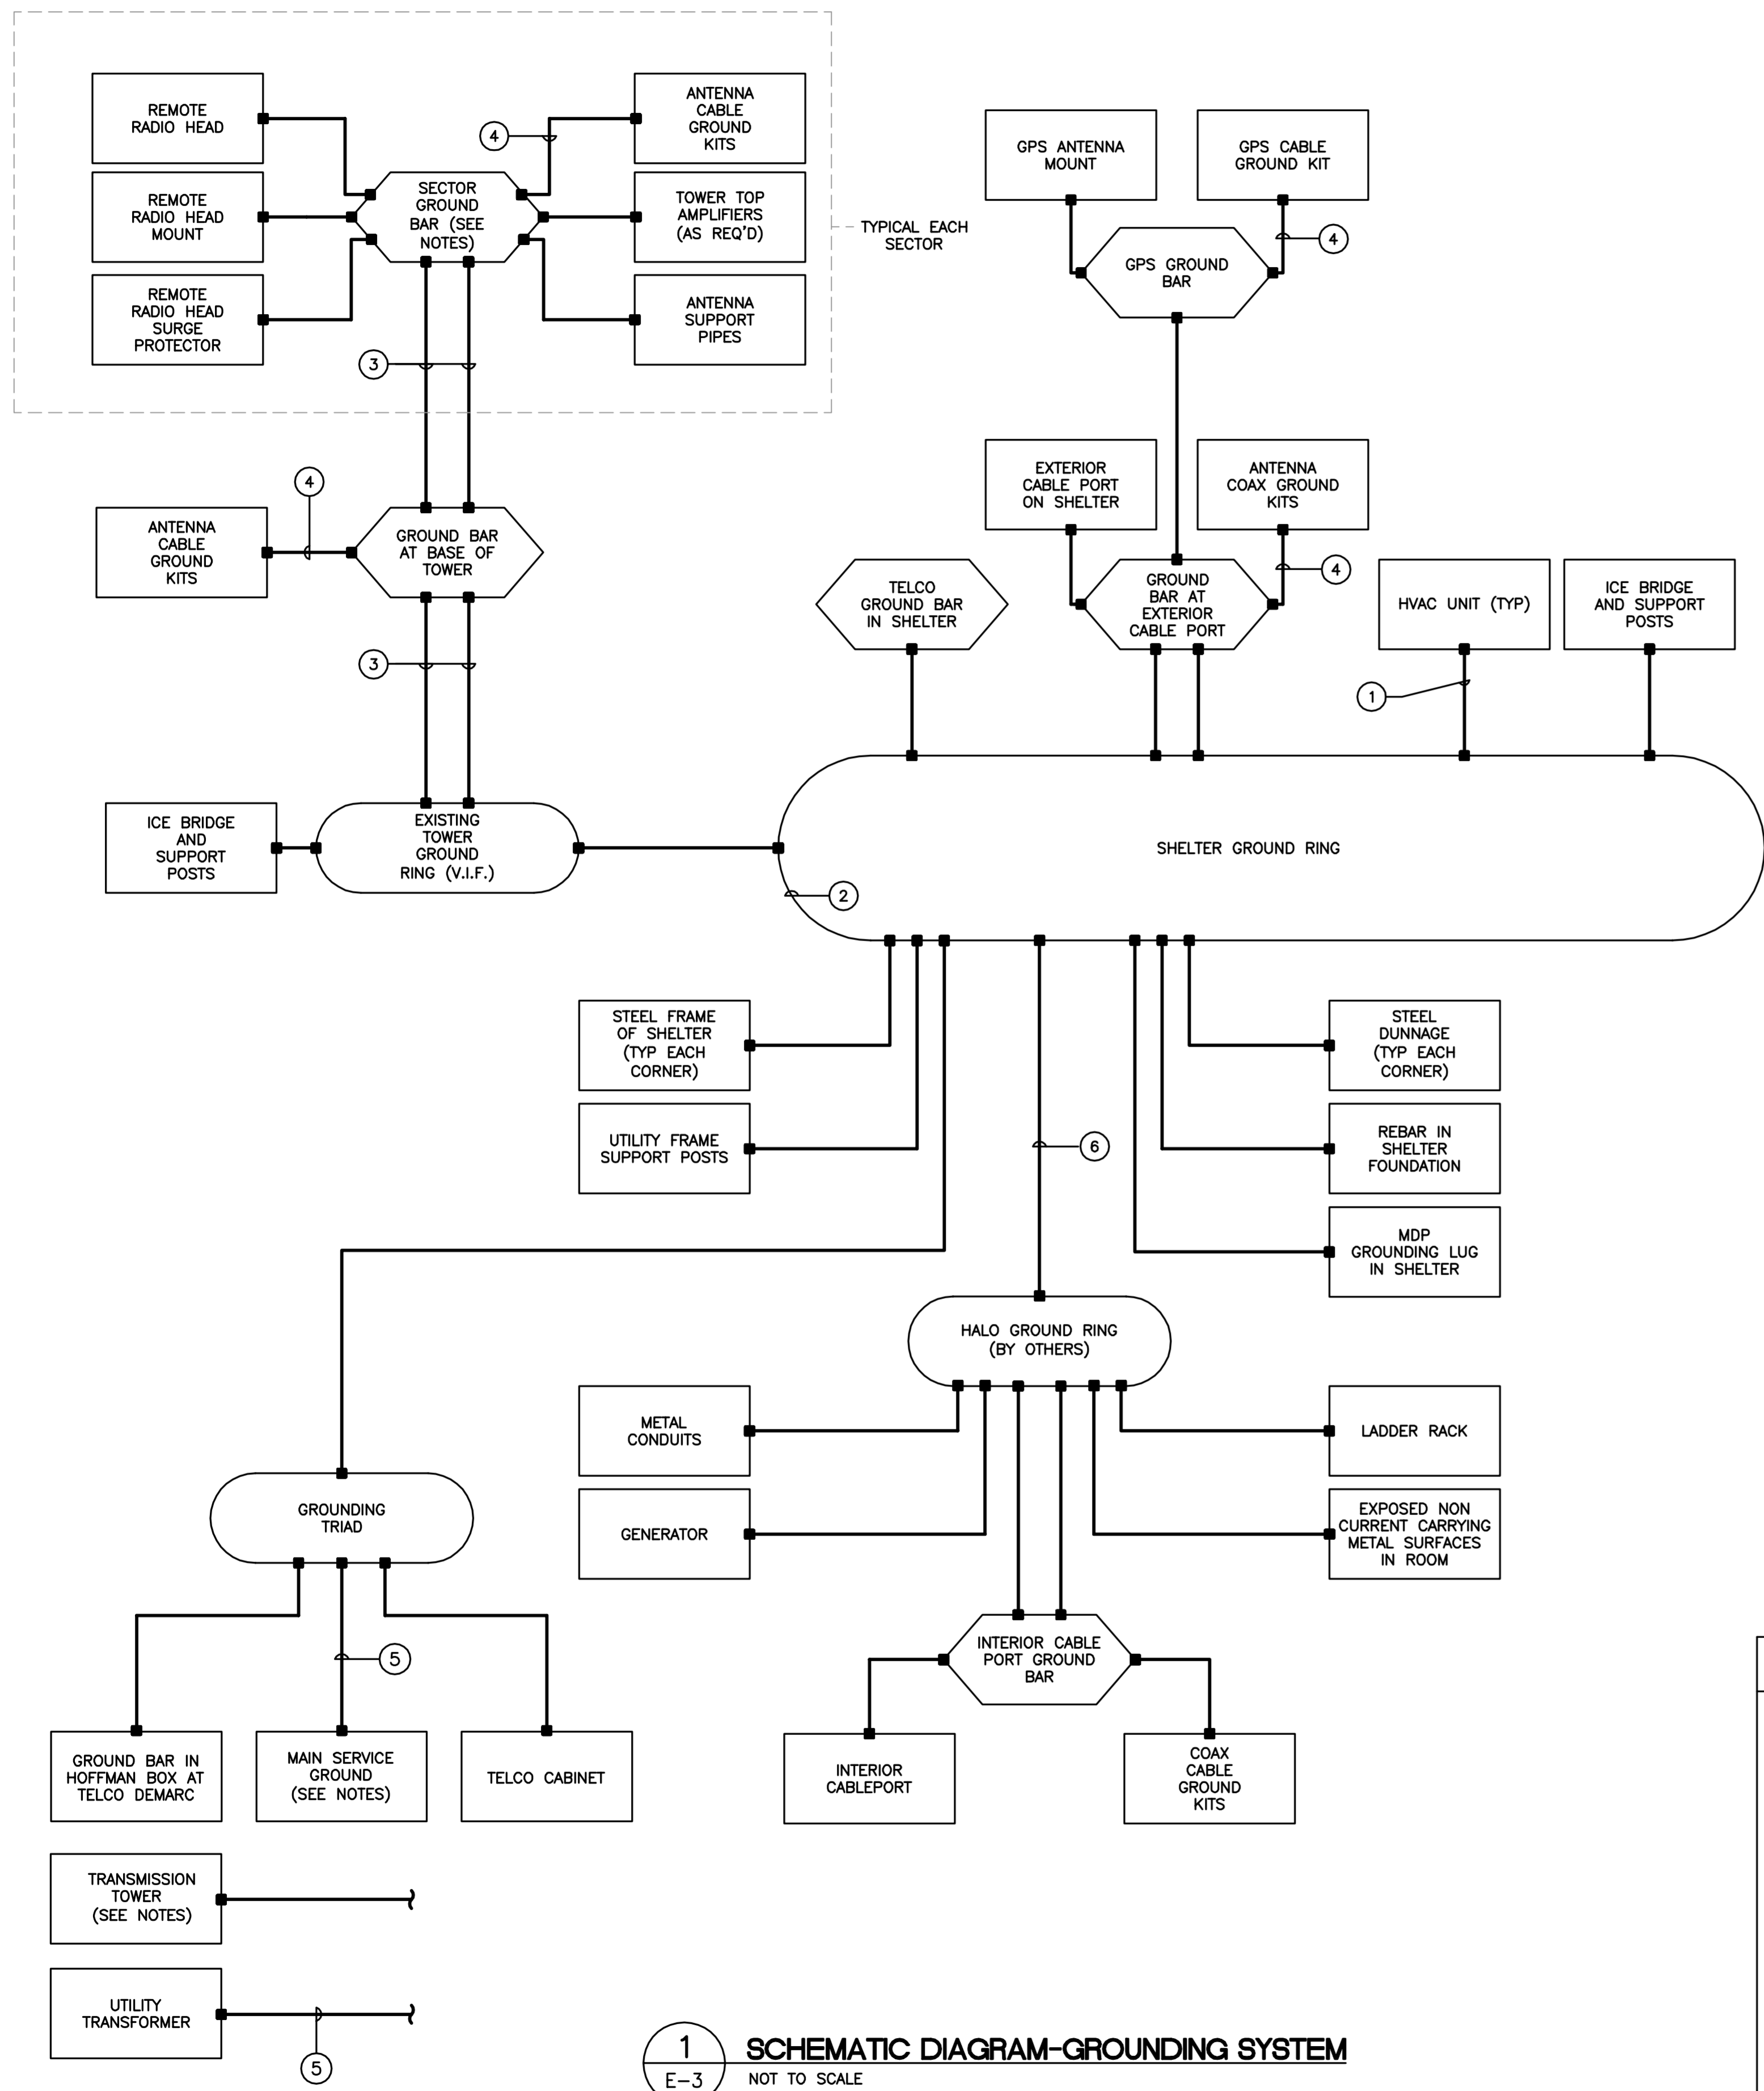 REMOTE
RADIO HEAD
ANTENNA
CABLE
GROUND
KITS
4
REMOTE
RADIO HEAD
MOUNT
SECTOR
GROUND
BAR (SEE
NOTES)
TOWER TOP
AMPLIFIERS
(AS REQ'D)
TYPICAL EACH
SECTOR
REMOTE
RADIO HEAD
SURGE
PROTECTOR
ANTENNA
SUPPORT
PIPES
3
GPS ANTENNA
MOUNT
GPS CABLE
GROUND KIT
4
GPS GROUND
BAR
4
ANTENNA
CABLE
GROUND
KITS
GROUND BAR
AT BASE OF
TOWER
3
EXTERIOR
CABLE PORT
ON SHELTER
ANTENNA
COAX GROUND
KITS
4
TELCO
GROUND BAR
IN SHELTER
GROUND
BAR AT
EXTERIOR
CABLE PORT
HVAC UNIT (TYP)
ICE BRIDGE
AND SUPPORT
POSTS
1
ICE BRIDGE
AND
SUPPORT
POSTS
EXISTING
TOWER
GROUND
RING (V.I.F.)
SHELTER GROUND RING
2
STEEL FRAME
OF SHELTER
(TYP EACH
CORNER)
STEEL
DUNNAGE
(TYP EACH
CORNER)
UTILITY FRAME
SUPPORT POSTS
6
REBAR IN
SHELTER
FOUNDATION
MDP
GROUNDING LUG
IN SHELTER
HALO GROUND RING
(BY OTHERS)
METAL
CONDUITS
LADDER RACK
GENERATOR
EXPOSED NON
CURRENT CARRYING
METAL SURFACES
IN ROOM
GROUNDING
TRIAD
5
INTERIOR CABLE
PORT GROUND
BAR
GROUND BAR IN
HOFFMAN BOX AT
TELCO DEMARC
MAIN SERVICE
GROUND
(SEE NOTES)
TELCO CABINET
INTERIOR
CABLEPORT
COAX
CABLE
GROUND
KITS
TRANSMISSION
TOWER
(SEE NOTES)
UTILITY
TRANSFORMER
5
1
E-3
SCHEMATIC DIAGRAM-GROUNDING SYSTEM
NOT TO SCALE